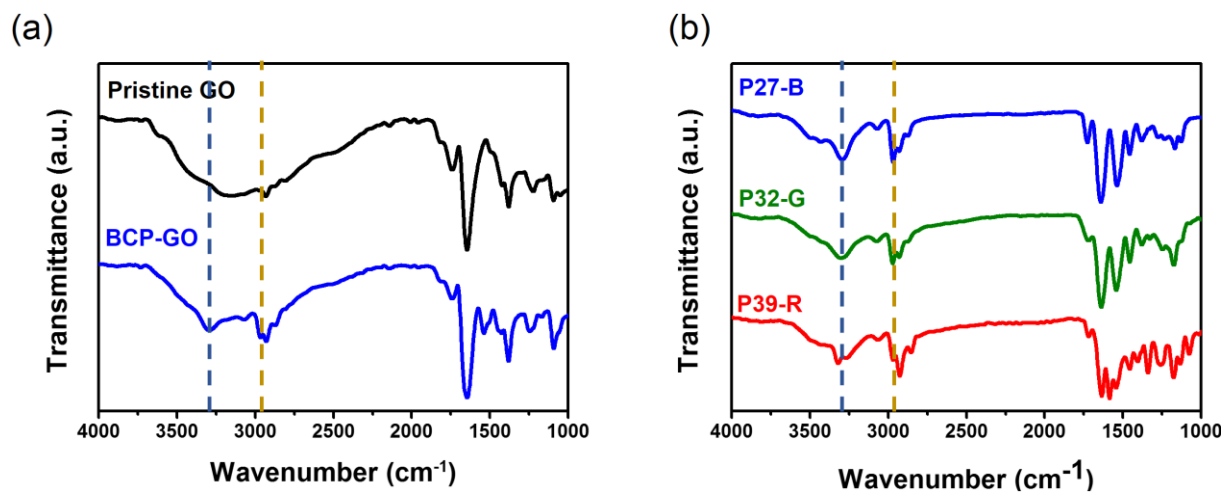 (a)
Pristine GO
BCP-GO
Transmittance (a.u.)
4000 3500 3000 2500 2000 1500 1000
Wavenumber (cm⁻¹)
(b)
P27-B
P32-G
P39-R
Transmittance (a.u.)
4000 3500 3000 2500 2000 1500 1000
Wavenumber (cm⁻¹)